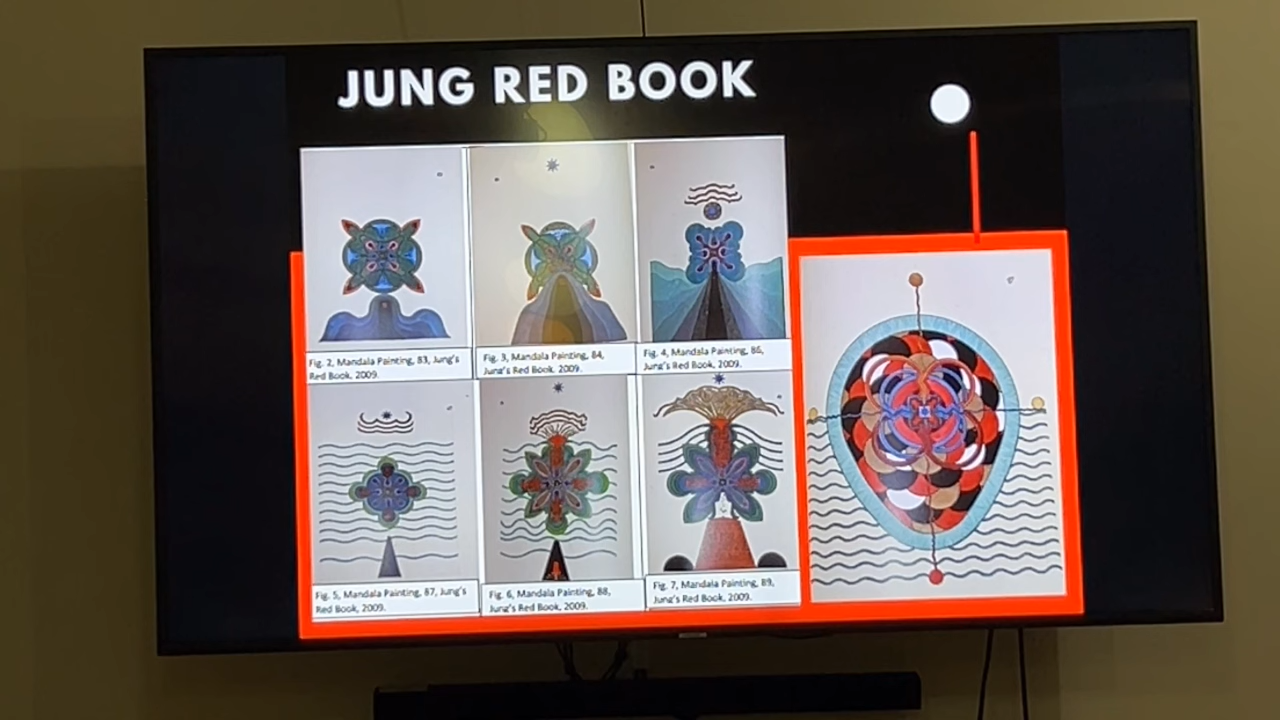 JUNG RED BOOK
Fig. 2, Mandala Painting, 83, Jung's
Red Book, 2009.
Fig. 3, Mandala Painting, 84,
Jung's Red Book, 2009.
Fig. 4, Mandala Painting, 86,
Jung's Red Book, 2009.
Fig. 5, Mandala Painting, 87, Jung's
Red Book, 2009.
Fig. 6, Mandala Painting, 88,
Jung's Red Book, 2009.
Fig. 7, Mandala Painting, 89,
Jung's Red Book, 2009.